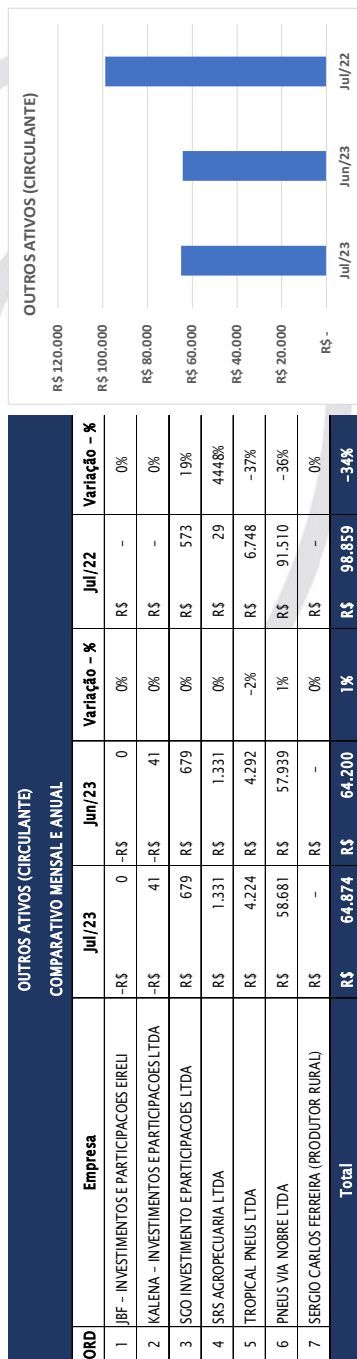 OUTROS ATIVOS (CIRCULANTE)
COMPARATIVO MENSAL E ANUAL
ORD Empresa Jul/23 Jun/23 Variação - % Jul/22 Variação - %
1 JBF - INVESTIMENTOS E PARTICIPACOES EIRELI -R$ 0 -R$ 0 0% R$ - 0%
2 KALENA - INVESTIMENTOS E PARTICIPACOES LTDA -R$ 41 -R$ 41 0% R$ - 0%
3 SGO INVESTIMENTO E PARTICIPACOES LTDA R$ 679 R$ 679 0% R$ 573 19%
4 SRS AGROPECUARIA LTDA R$ 1.331 R$ 1.331 0% R$ 29 4448%
5 TROPICAL PNEUS LTDA R$ 4.224 R$ 4.292 -2% R$ 6.748 -37%
6 PNEUS VIA NOBRE LTDA R$ 58.681 R$ 57.939 1% R$ 91.510 -36%
7 SERGIO CARLOS FERREIRA (PRODUTOR RURAL) R$ - R$ - 0% R$ - 0%
Total R$ 64.874 R$ 64.200 1% R$ 98.859 -34%
OUTROS ATIVOS (CIRCULANTE)
R$ 120.000
R$ 100.000
R$ 80.000
R$ 60.000
R$ 40.000
R$ 20.000
R$ -
Jul/23 Jun/23 Jul/22